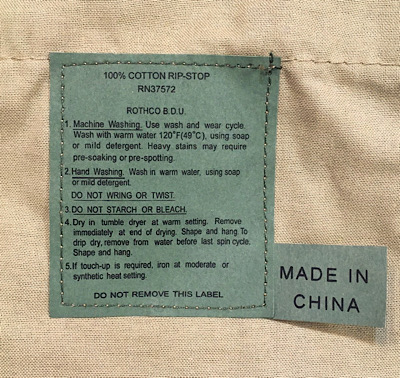 100% COTTON RIP-STOP
RN37572
ROTHCO B.D.U.
1. Machine Washing. Use wash and wear cycle.
Wash with warm water 120°F(49°C), using soap
or mild detergent. Heavy stains may require
pre-soaking or pre-spotting.
2. Hand Washing. Wash in warm water, using soap
or mild detergent.
DO NOT WRING OR TWIST.
3. DO NOT STARCH OR BLEACH.
4. Dry in tumble dryer at warm setting. Remove
immediately at end of drying. Shape and hang. To
drip dry, remove from water before last spin cycle.
Shape and hang.
5. If touch-up is required, iron at moderate or
synthetic heat setting.
DO NOT REMOVE THIS LABEL
MADE IN
CHINA